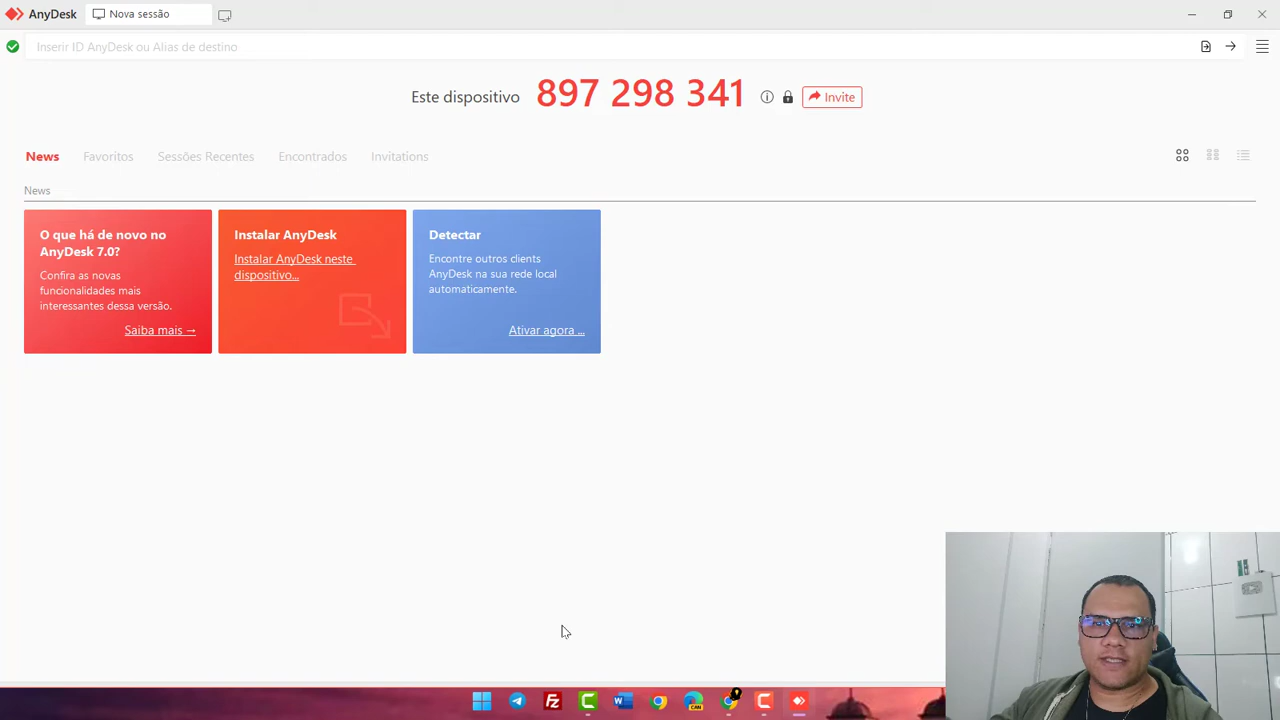 AnyDesk
Nova sessão
Inserir ID AnyDesk ou Alias de destino
Este dispositivo 897 298 341 Invite
News Favoritos Sessões Recentes Encontrados Invitations
News
O que há de novo no
AnyDesk 7.0?
Confira as novas
funcionalidades mais
interessantes dessa versão.
Saiba mais →
Instalar AnyDesk
Instalar AnyDesk neste
dispositivo...
Detectar
Encontre outros clients
AnyDesk na sua rede local
automaticamente.
Ativar agora ...
Fz
C
W
CAN
C